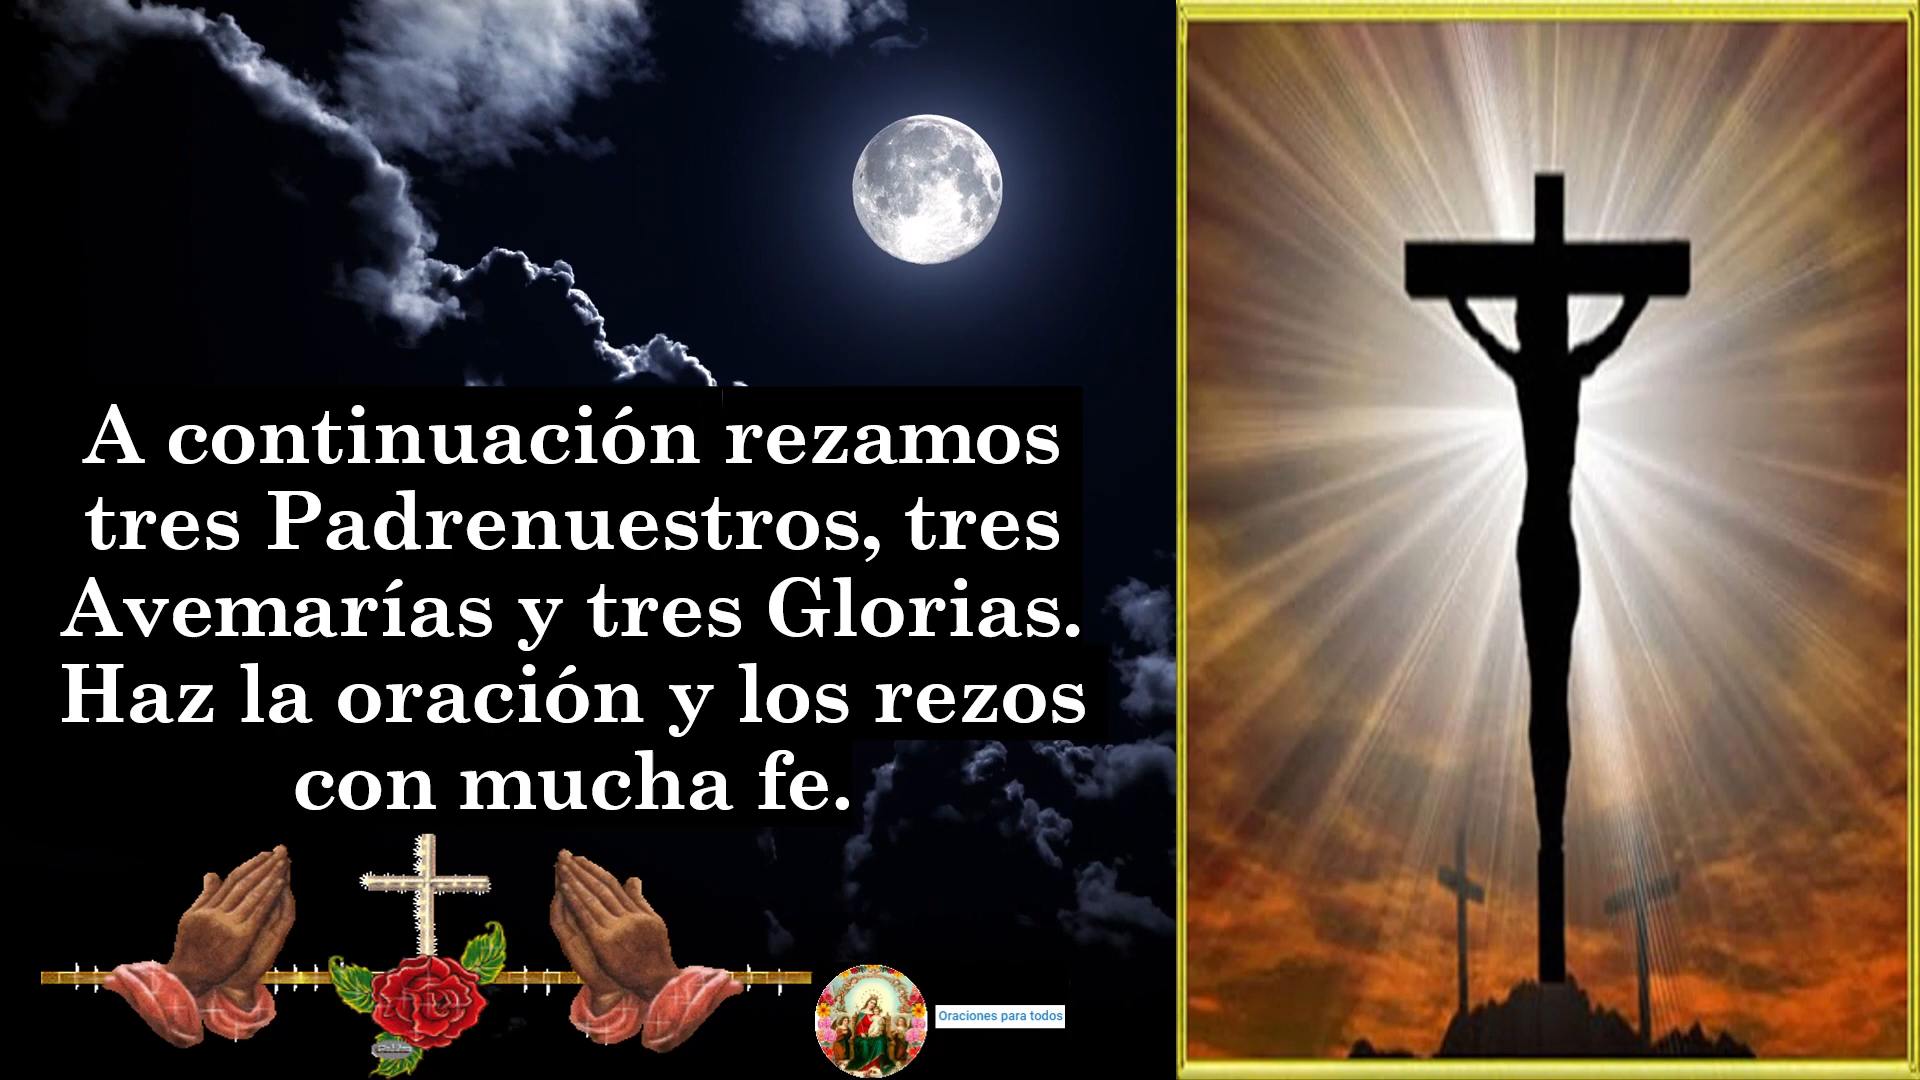 A continuación rezamos
tres Padrenuestros, tres
Avemarías y tres Glorias.
Haz la oración y los rezos
con mucha fe.
Oraciones para todos